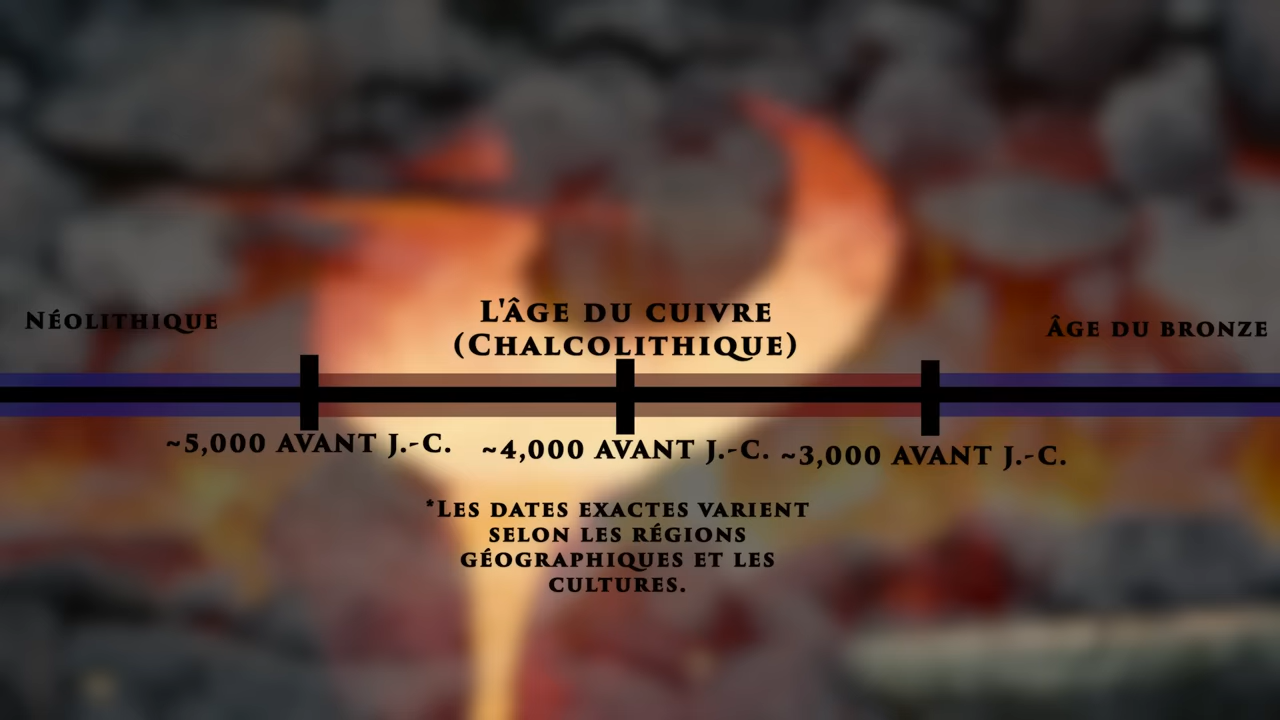 Néolithique
L'âge du cuivre
(Chalcolithique)
Âge du bronze
~5,000 avant J.-C.
~4,000 avant J.-C.
~3,000 avant J.-C.
*Les dates exactes varient
selon les régions
géographiques et les
cultures.